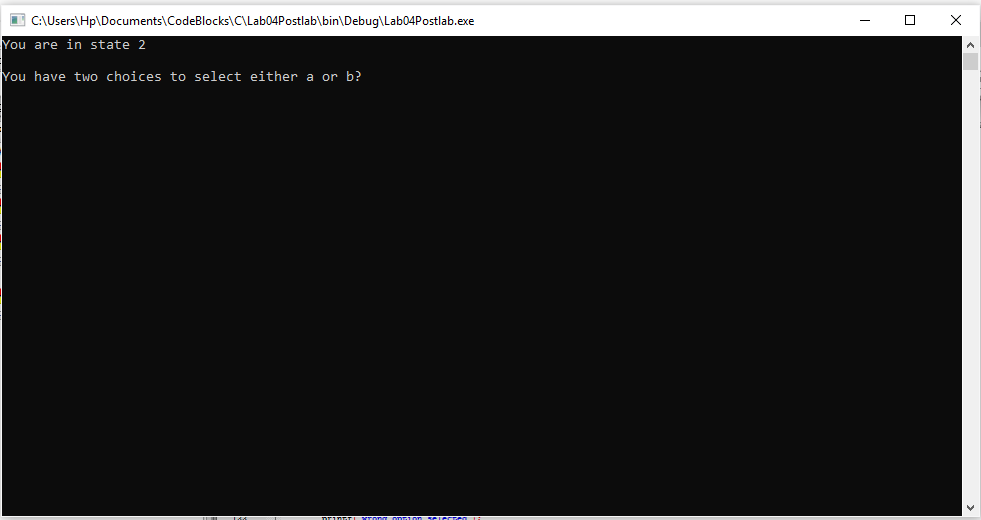 C:\Users\Hp\Documents\CodeBlocks\C\Lab04Postlab\bin\Debug\Lab04Postlab.exe
You are in state 2
You have two choices to select either a or b?